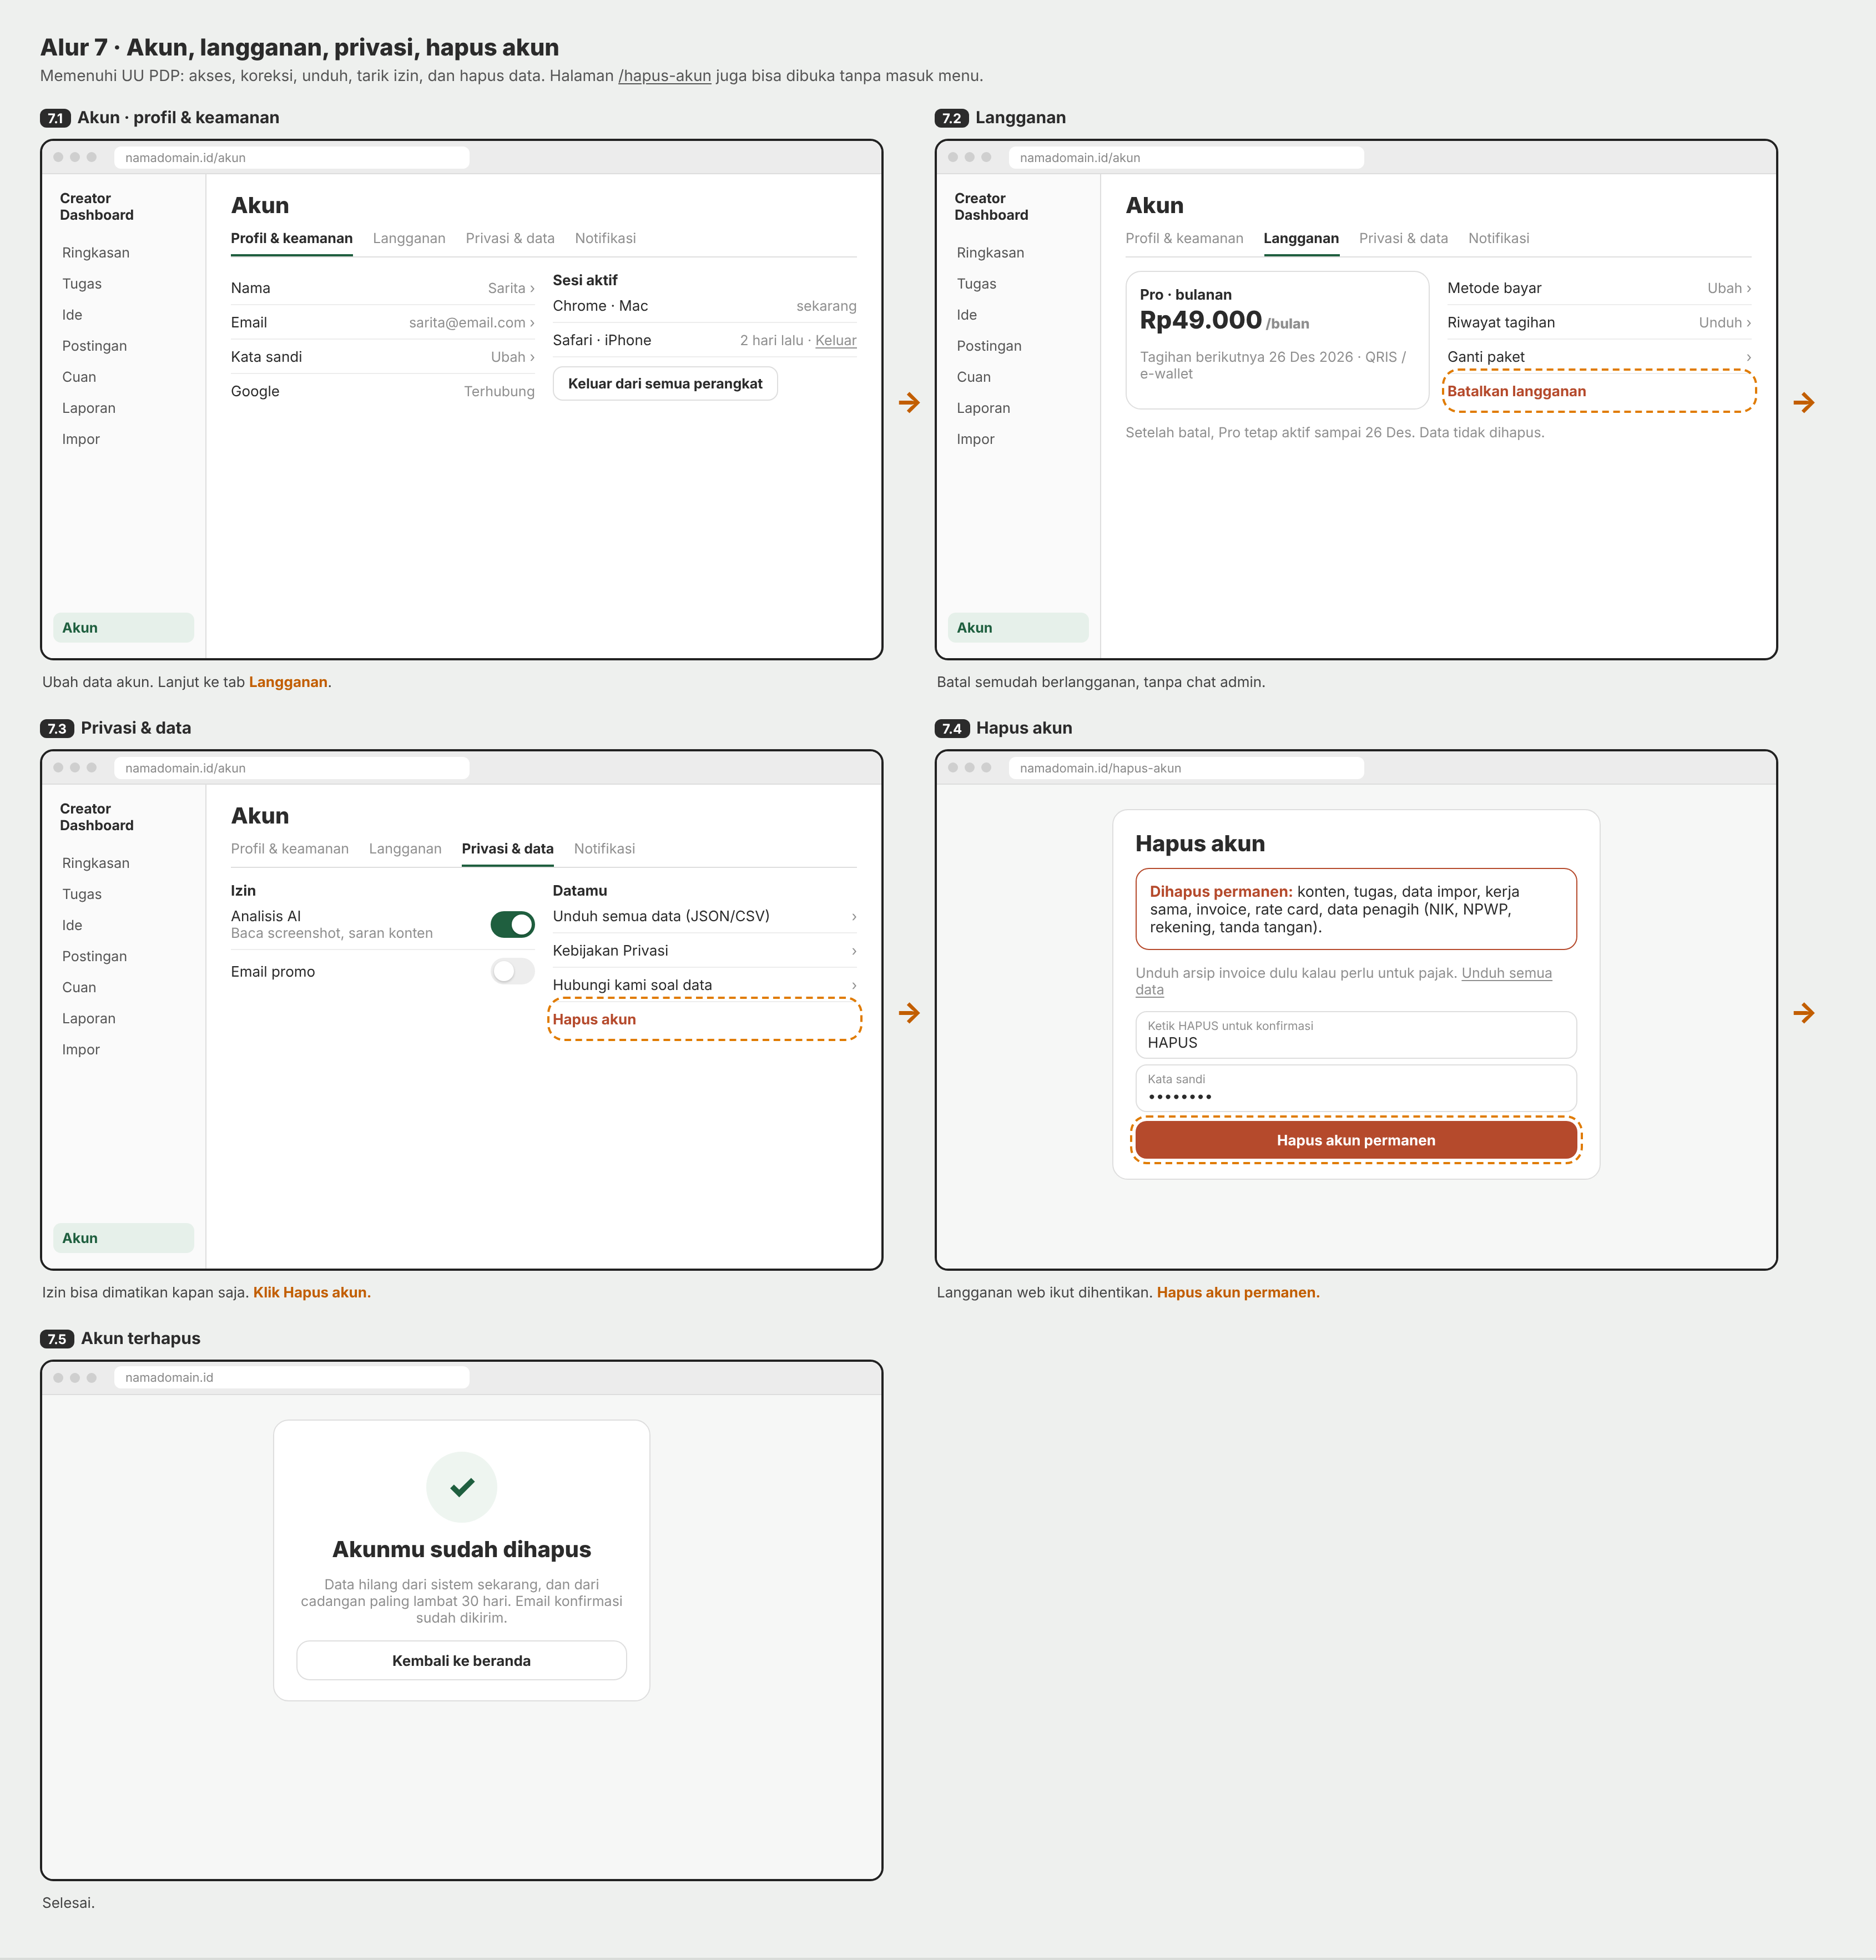 Alur 7 · Akun, langganan, privasi, hapus akun
Memenuhi UU PDP: akses, koreksi, unduh, tarik izin, dan hapus data. Halaman /hapus-akun juga bisa dibuka tanpa masuk menu.
7.1 Akun · profil & keamanan
namadomain.id/akun
Creator
Dashboard
Ringkasan
Tugas
Ide
Postingan
Cuan
Laporan
Impor
Akun
Akun
Profil & keamanan Langganan Privasi & data Notifikasi
Nama Sarita ›
Email sarita@email.com ›
Kata sandi Ubah ›
Google Terhubung
Sesi aktif
Chrome · Mac sekarang
Safari · iPhone 2 hari lalu · Keluar
Keluar dari semua perangkat
Ubah data akun. Lanjut ke tab Langganan.
→
7.2 Langganan
namadomain.id/akun
Creator
Dashboard
Ringkasan
Tugas
Ide
Postingan
Cuan
Laporan
Impor
Akun
Akun
Profil & keamanan Langganan Privasi & data Notifikasi
Pro · bulanan
Rp49.000 /bulan
Tagihan berikutnya 26 Des 2026 · QRIS /
e-wallet
Metode bayar Ubah ›
Riwayat tagihan Unduh ›
Ganti paket ›
Batalkan langganan
Setelah batal, Pro tetap aktif sampai 26 Des. Data tidak dihapus.
Batal semudah berlangganan, tanpa chat admin.
→
7.3 Privasi & data
namadomain.id/akun
Creator
Dashboard
Ringkasan
Tugas
Ide
Postingan
Cuan
Laporan
Impor
Akun
Akun
Profil & keamanan Langganan Privasi & data Notifikasi
Izin
Analisis AI
Baca screenshot, saran konten
Email promo
Datamu
Unduh semua data (JSON/CSV) ›
Kebijakan Privasi ›
Hubungi kami soal data ›
Hapus akun
Izin bisa dimatikan kapan saja. Klik Hapus akun.
→
7.4 Hapus akun
namadomain.id/hapus-akun
Hapus akun
Dihapus permanen: konten, tugas, data impor, kerja
sama, invoice, rate card, data penagih (NIK, NPWP,
rekening, tanda tangan).
Unduh arsip invoice dulu kalau perlu untuk pajak. Unduh semua
data
Ketik HAPUS untuk konfirmasi
HAPUS
Kata sandi
••••••••
Hapus akun permanen
Langganan web ikut dihentikan. Hapus akun permanen.
→
7.5 Akun terhapus
namadomain.id
Akunmu sudah dihapus
Data hilang dari sistem sekarang, dan dari
cadangan paling lambat 30 hari. Email konfirmasi
sudah dikirim.
Kembali ke beranda
Selesai.